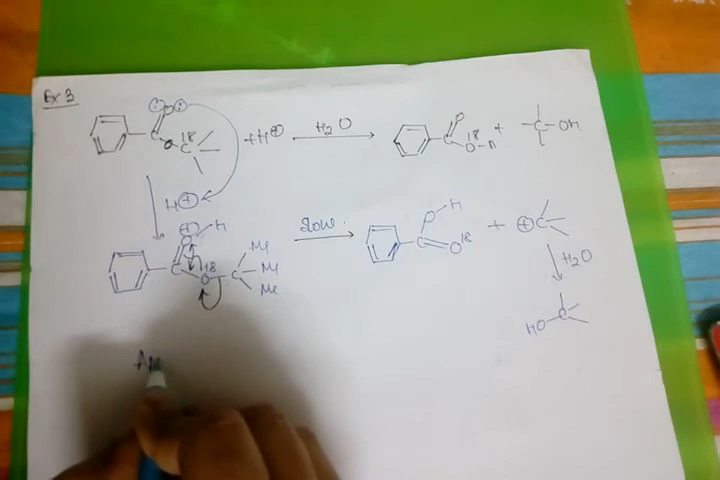 Ex 3
O 18 C + H⊕ H2O O O 18 - H + C - OH
H⊕
⊕ O H slow O H + ⊕C
C O 18 C Me Me Me C O 18 H2O
HO C
A